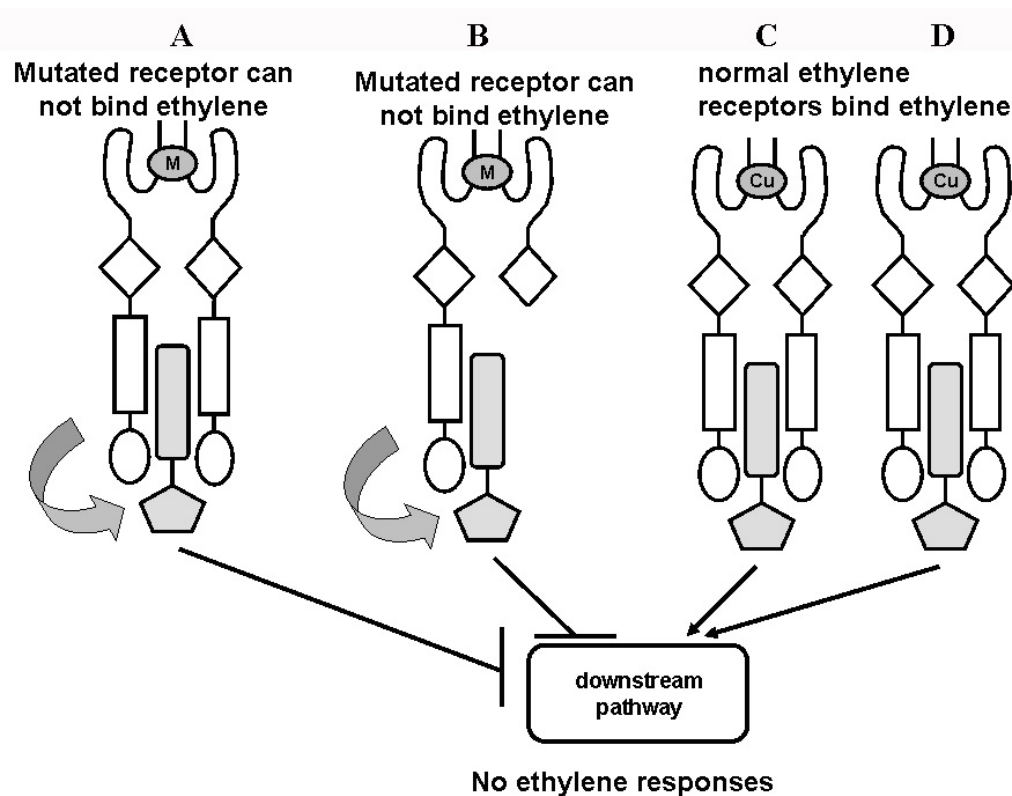 A
B
C
D
Mutated receptor can
not bind ethylene
Mutated receptor can
not bind ethylene
normal ethylene
receptors bind ethylene
M
M
Cu
Cu
downstream
pathway
No ethylene responses